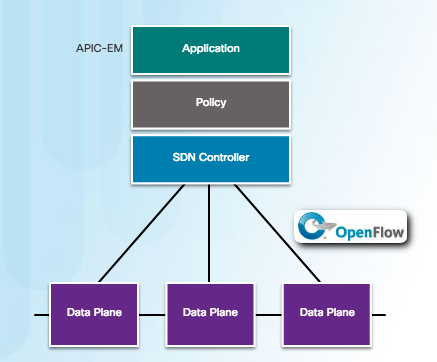 APIC-EM
Application
Policy
SDN Controller
OpenFlow
Data Plane
Data Plane
Data Plane